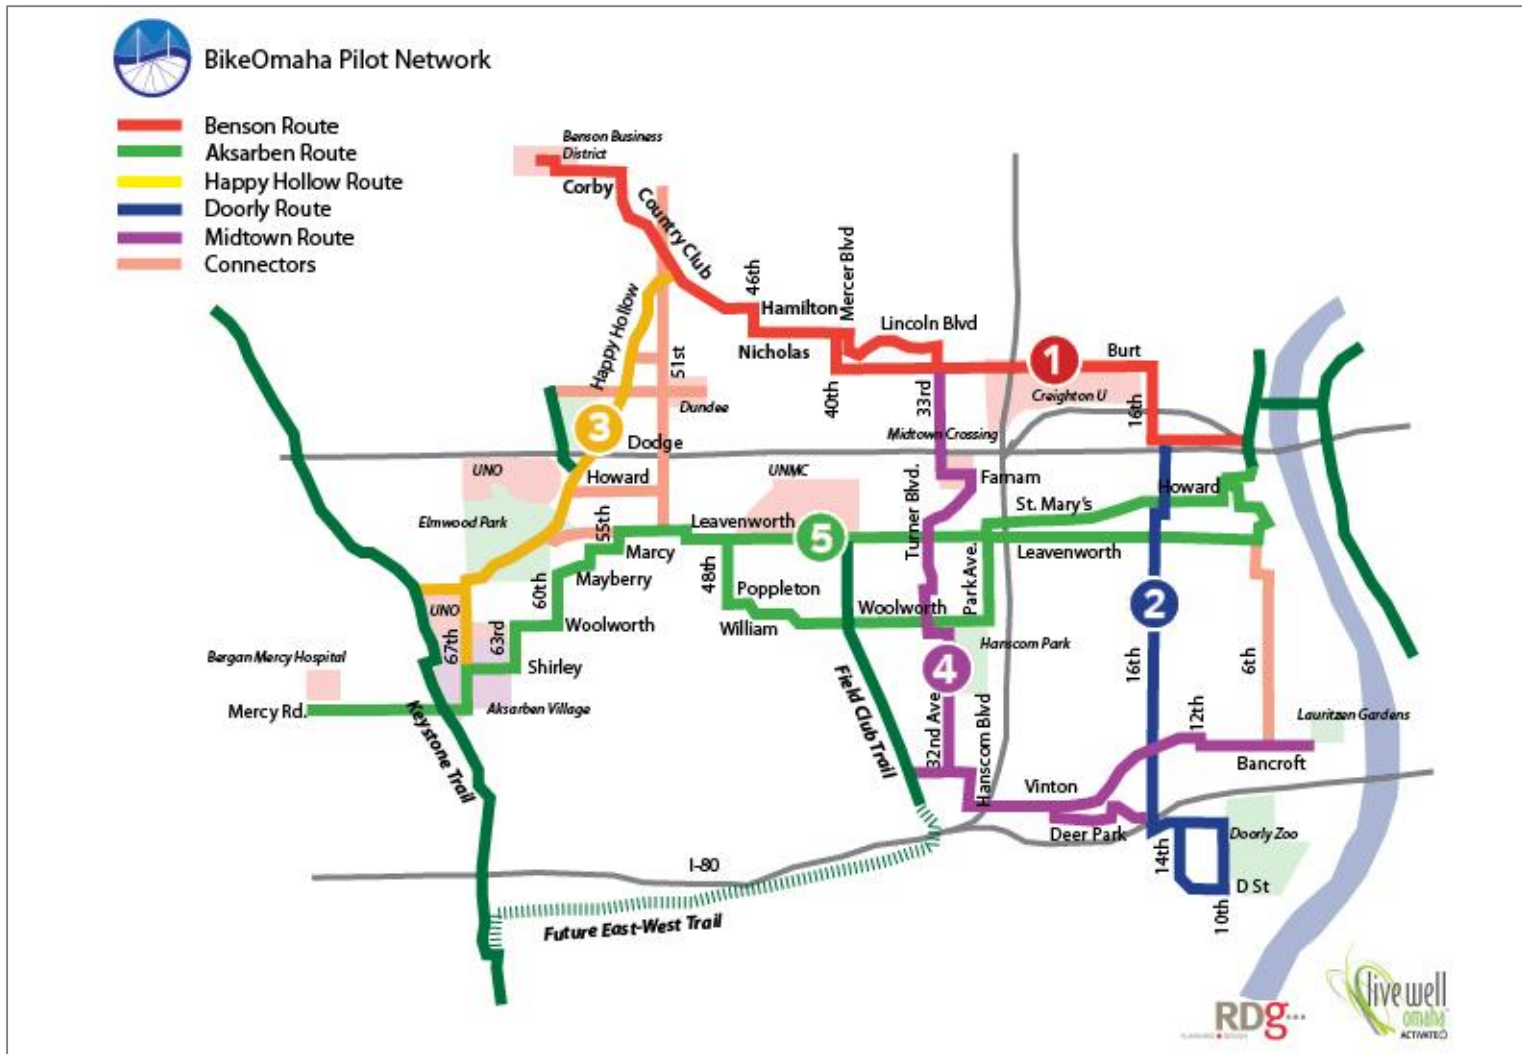 BikeOmaha Pilot Network
Benson Route
Aksarben Route
Happy Hollow Route
Doorly Route
Midtown Route
Connectors
Benson Business
District
Corby
Country Club
46th
Mercer Blvd
Hamilton
Lincoln Blvd
Nicholas
Happy Hollow
51st
40th
33rd
1
Burt
Creighton U
16th
Dundee
3
Dodge
Midtown Crossing
UNO
Howard
UNMC
Farnam
Howard
St. Mary's
Elmwood Park
55th
Leavenworth
5
Turner Blvd.
Marcy
Leavenworth
48th
Park Ave.
60th
Mayberry
Poppleton
2
UNO
Woolworth
William
Woolworth
67th
63rd
Hanscom Park
Bergan Mercy Hospital
Shirley
4
16th
6th
Mercy Rd.
Aksarben Village
Keystone Trail
Field Club Trail
32nd Ave
Hanscom Blvd
12th
Lauritzen Gardens
Bancroft
Vinton
Deer Park
Doorly Zoo
14th
I-80
D St
10th
Future East-West Trail
RDg...
PLANNING • DESIGN
live well
omaha
ACTIVATE